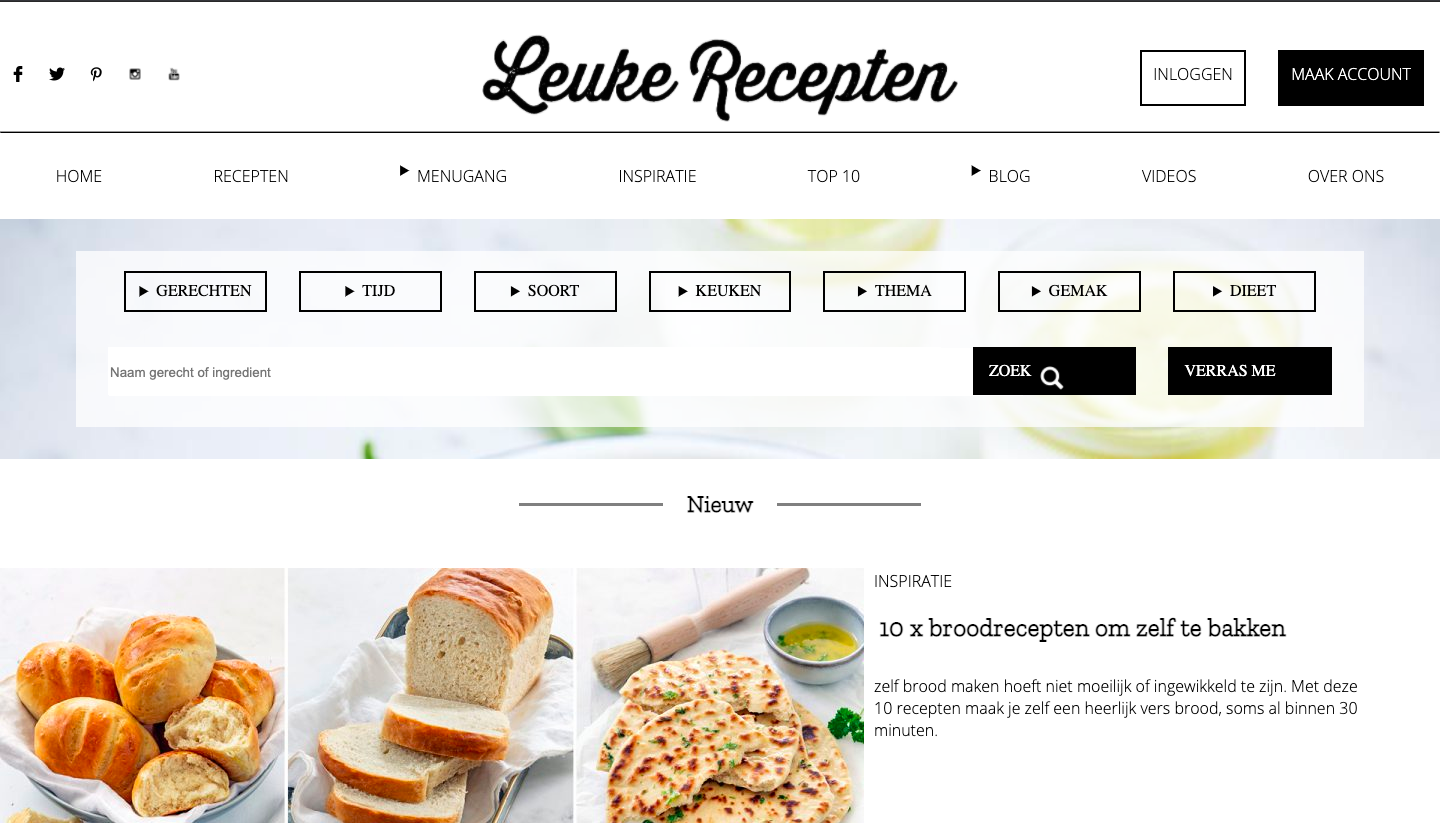 Leuke Recepten
INLOGGEN
MAAK ACCOUNT
HOME
RECEPTEN
MENUGANG
INSPIRATIE
TOP 10
BLOG
VIDEOS
OVER ONS
GERECHTEN
TIJD
SOORT
KEUKEN
THEMA
GEMAK
DIEET
Naam gerecht of ingredient
ZOEK
VERRAS ME
Nieuw
INSPIRATIE
10 x broodrecepten om zelf te bakken
zelf brood maken hoeft niet moeilijk of ingewikkeld te zijn. Met deze
10 recepten maak je zelf een heerlijk vers brood, soms al binnen 30
minuten.